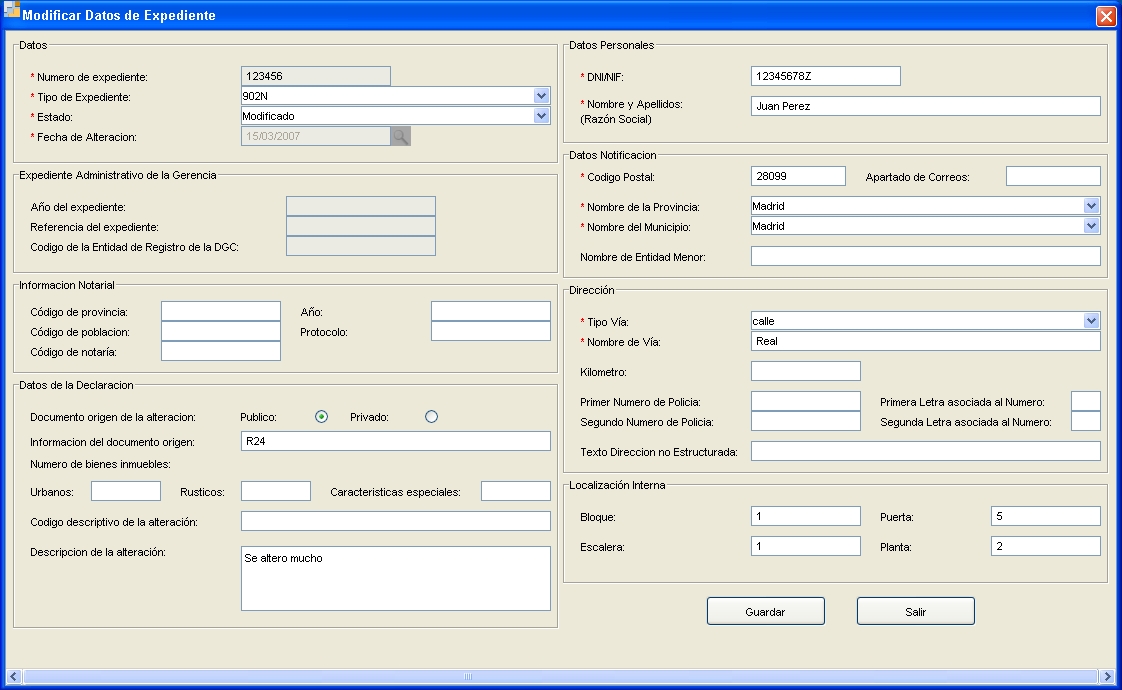 Modificar Datos de Expediente
Datos
* Numero de expediente: 123456
* Tipo de Expediente: 902N
* Estado: Modificado
* Fecha de Alteracion: 15/03/2007
Expediente Administrativo de la Gerencia
Año del expediente:
Referencia del expediente:
Codigo de la Entidad de Registro de la DGC:
Informacion Notarial
Código de provincia: Año:
Código de poblacion: Protocolo:
Código de notaría:
Datos de la Declaracion
Documento origen de la alteracion: Publico: Privado:
Informacion del documento origen: R24
Numero de bienes inmuebles:
Urbanos: Rusticos: Caracteristicas especiales:
Codigo descriptivo de la alteración:
Descripcion de la alteración: Se altero mucho
Datos Personales
* DNI/NIF: 12345678Z
* Nombre y Apellidos: Juan Perez
(Razón Social)
Datos Notificacion
* Codigo Postal: 28099 Apartado de Correos:
* Nombre de la Provincia: Madrid
* Nombre del Municipio: Madrid
Nombre de Entidad Menor:
Dirección
* Tipo Vía: calle
* Nombre de Vía: Real
Kilometro:
Primer Numero de Policia: Primera Letra asociada al Numero:
Segundo Numero de Policia: Segunda Letra asociada al Numero:
Texto Direccion no Estructurada:
Localización Interna
Bloque: 1 Puerta: 5
Escalera: 1 Planta: 2
Guardar Salir